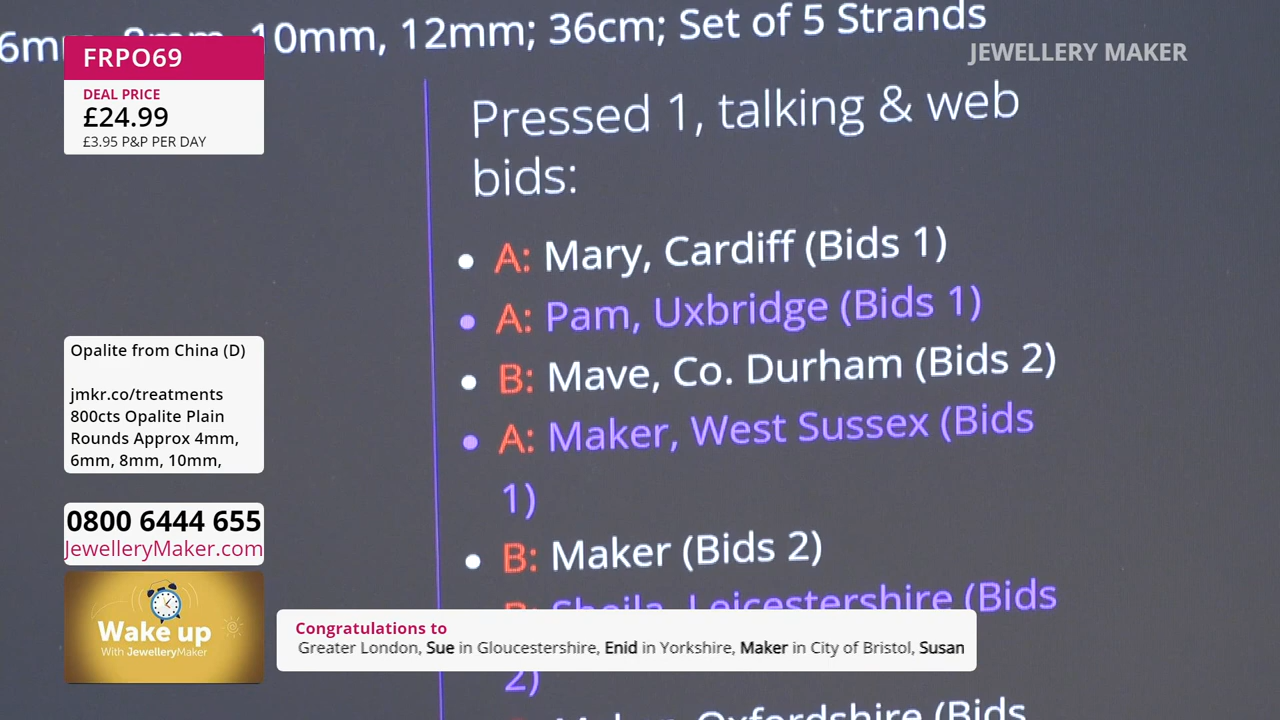 6mm, 8mm, 10mm, 12mm; 36cm; Set of 5 Strands
FRPO69
DEAL PRICE
£24.99
£3.95 P&P PER DAY
JEWELLERY MAKER
Pressed 1, talking & web
bids:
• A: Mary, Cardiff (Bids 1)
• A: Pam, Uxbridge (Bids 1)
• B: Mave, Co. Durham (Bids 2)
• A: Maker, West Sussex (Bids
1)
• B: Maker (Bids 2)
B: Sheila, Leicestershire (Bids
2)
Maker, Oxfordshire (Bids
Opalite from China (D)
jmkr.co/treatments
800cts Opalite Plain
Rounds Approx 4mm,
6mm, 8mm, 10mm,
0800 6444 655
JewelleryMaker.com
Wake up
With JewelleryMaker
Congratulations to
Greater London, Sue in Gloucestershire, Enid in Yorkshire, Maker in City of Bristol, Susan